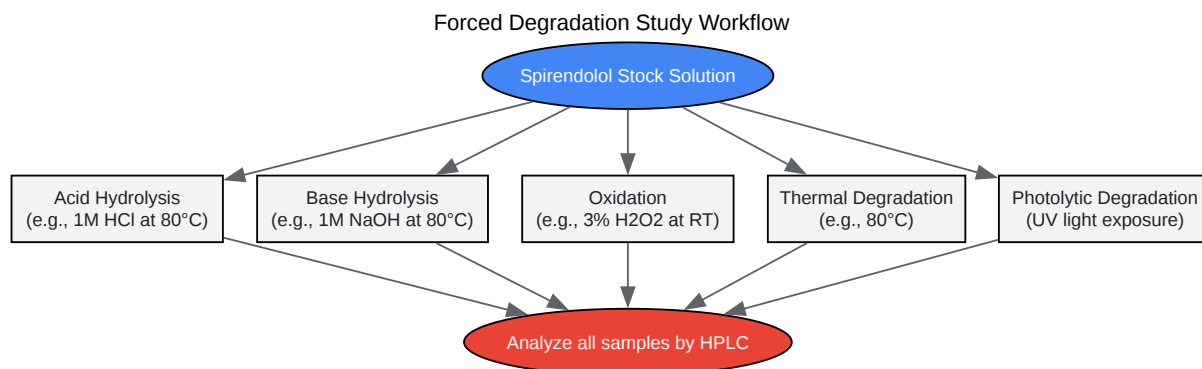 Forced Degradation Study Workflow
Spirendolol Stock Solution
Acid Hydrolysis
(e.g., 1M HCl at 80°C)
Base Hydrolysis
(e.g., 1M NaOH at 80°C)
Oxidation
(e.g., 3% H2O2 at RT)
Thermal Degradation
(e.g., 80°C)
Photolytic Degradation
(UV light exposure)
Analyze all samples by HPLC